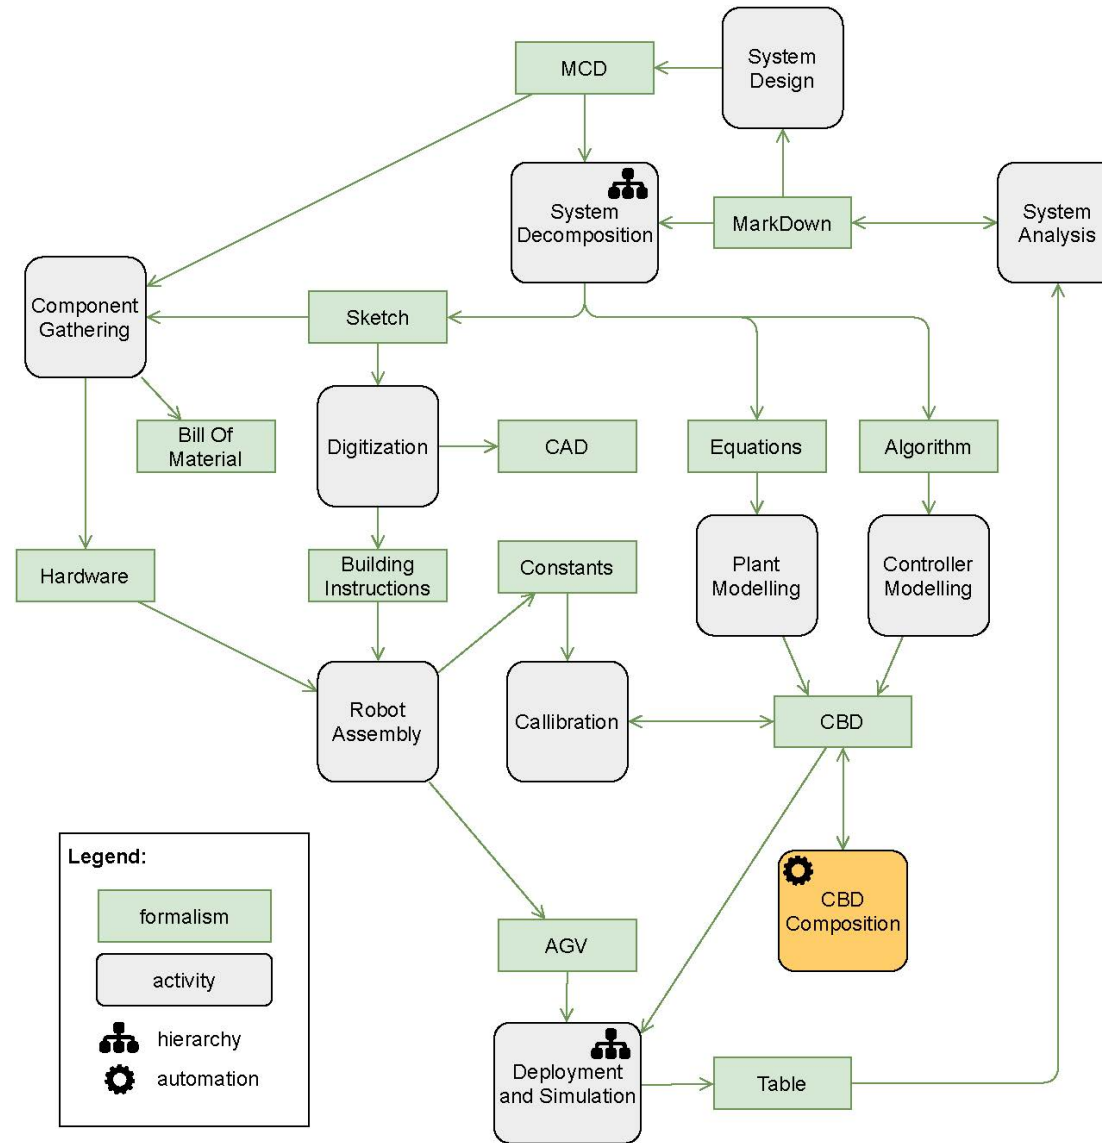 MCD
System
Design
System
Decomposition
MarkDown
System
Analysis
Component
Gathering
Sketch
Bill Of
Material
Digitization
CAD
Equations
Algorithm
Hardware
Building
Instructions
Constants
Plant
Modelling
Controller
Modelling
Robot
Assembly
Callibration
CBD
Legend:
formalism
activity
hierarchy
automation
CBD
Composition
AGV
Deployment
and Simulation
Table